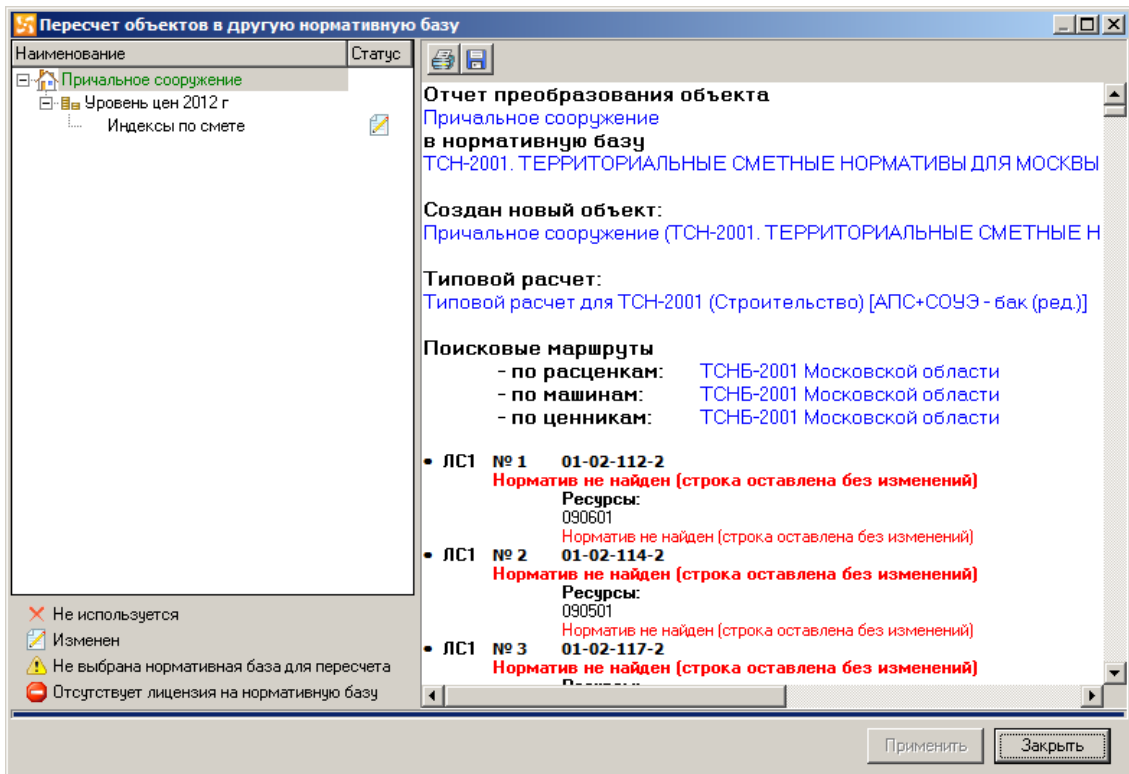 Пересчет объектов в другую нормативную базу
Наименование Статус
Причальное сооружение
Уровень цен 2012 г
Индексы по смете
Не используется
Изменен
Не выбрана нормативная база для пересчета
Отсутствует лицензия на нормативную базу
Отчет преобразования объекта
Причальное сооружение
в нормативную базу
ТСН-2001. ТЕРРИТОРИАЛЬНЫЕ СМЕТНЫЕ НОРМАТИВЫ ДЛЯ МОСКВЫ
Создан новый объект:
Причальное сооружение (ТСН-2001. ТЕРРИТОРИАЛЬНЫЕ СМЕТНЫЕ Н
Типовой расчет:
Типовой расчет для ТСН-2001 (Строительство) [АПС+СОУЭ - бак (ред.)]
Поисковые маршруты
- по расценкам: ТСНБ-2001 Московской области
- по машинам: ТСНБ-2001 Московской области
- по ценникам: ТСНБ-2001 Московской области
• ЛС1 № 1 01-02-112-2
Норматив не найден (строка оставлена без изменений)
Ресурсы:
090601
Норматив не найден (строка оставлена без изменений)
• ЛС1 № 2 01-02-114-2
Норматив не найден (строка оставлена без изменений)
Ресурсы:
090501
Норматив не найден (строка оставлена без изменений)
• ЛС1 № 3 01-02-117-2
Норматив не найден (строка оставлена без изменений)
Применить Закрыть